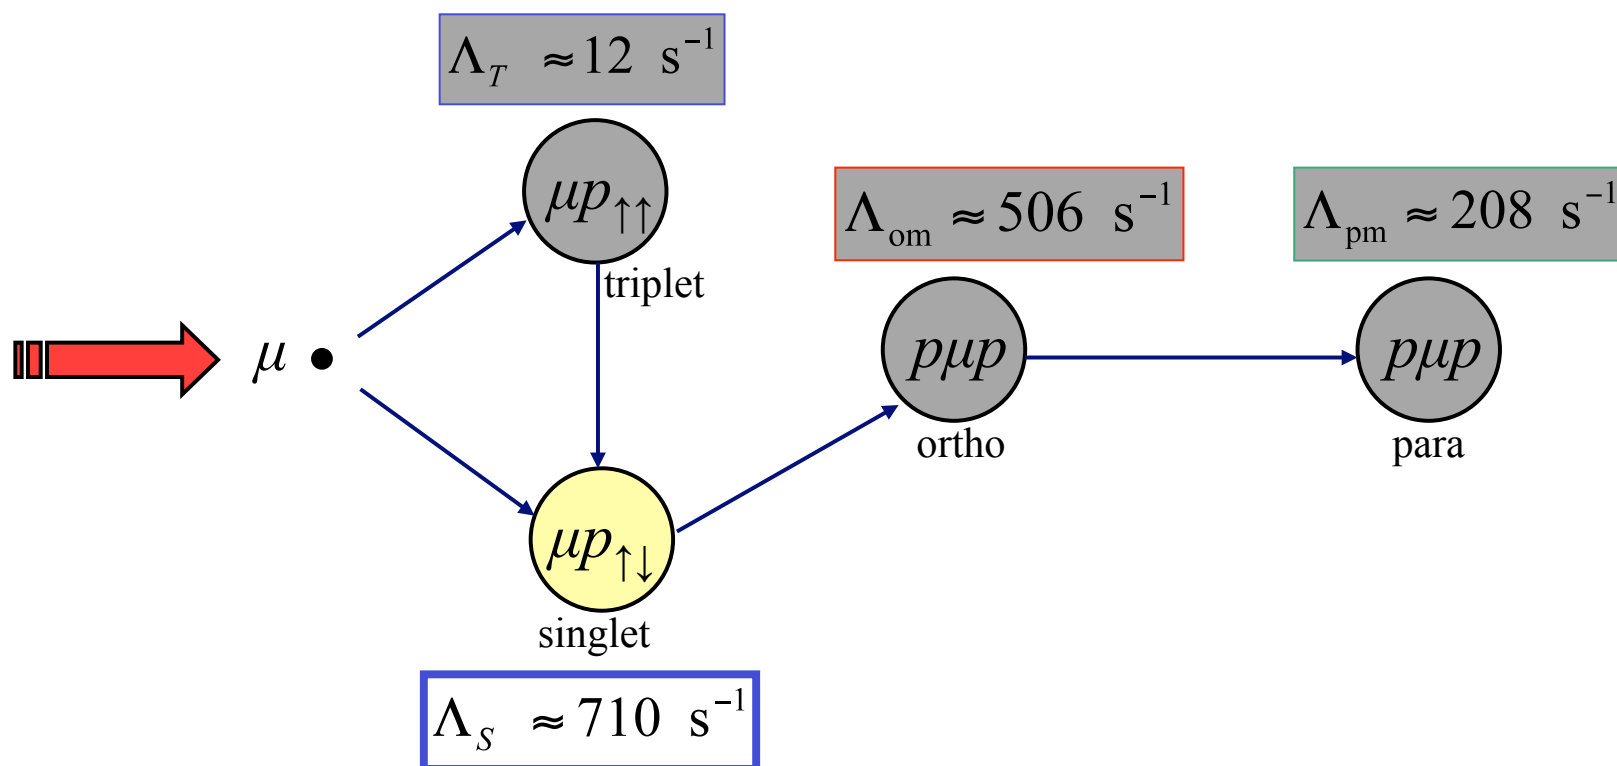 Λ_T ≈ 12 s⁻¹
μp↑↑
triplet
Λ_om ≈ 506 s⁻¹
Λ_pm ≈ 208 s⁻¹
μ •
pμp
ortho
pμp
para
μp↑↓
singlet
Λ_S ≈ 710 s⁻¹